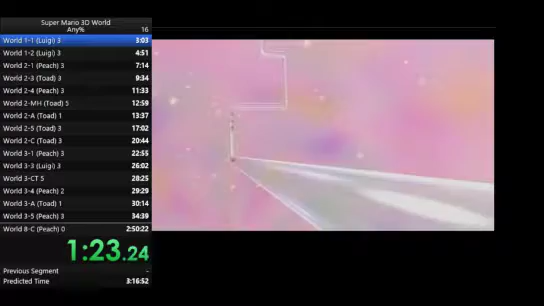 Super Mario 3D World
Any% 16
World 1-1 (Luigi) 3 3:03
World 1-2 (Luigi) 3 4:51
World 2-1 (Peach) 3 7:14
World 2-3 (Toad) 3 9:34
World 2-4 (Peach) 3 11:33
World 2-MH (Toad) 5 12:59
World 2-A (Toad) 1 13:37
World 2-5 (Toad) 3 17:02
World 2-C (Toad) 3 20:44
World 3-1 (Peach) 3 22:55
World 3-3 (Luigi) 3 26:02
World 3-CT 5 28:25
World 3-4 (Peach) 2 29:29
World 3-A (Toad) 1 30:14
World 3-5 (Peach) 3 34:39
World 8-C (Peach) 0 2:50:22
1:23.24
Previous Segment -
Predicted Time 3:16:52